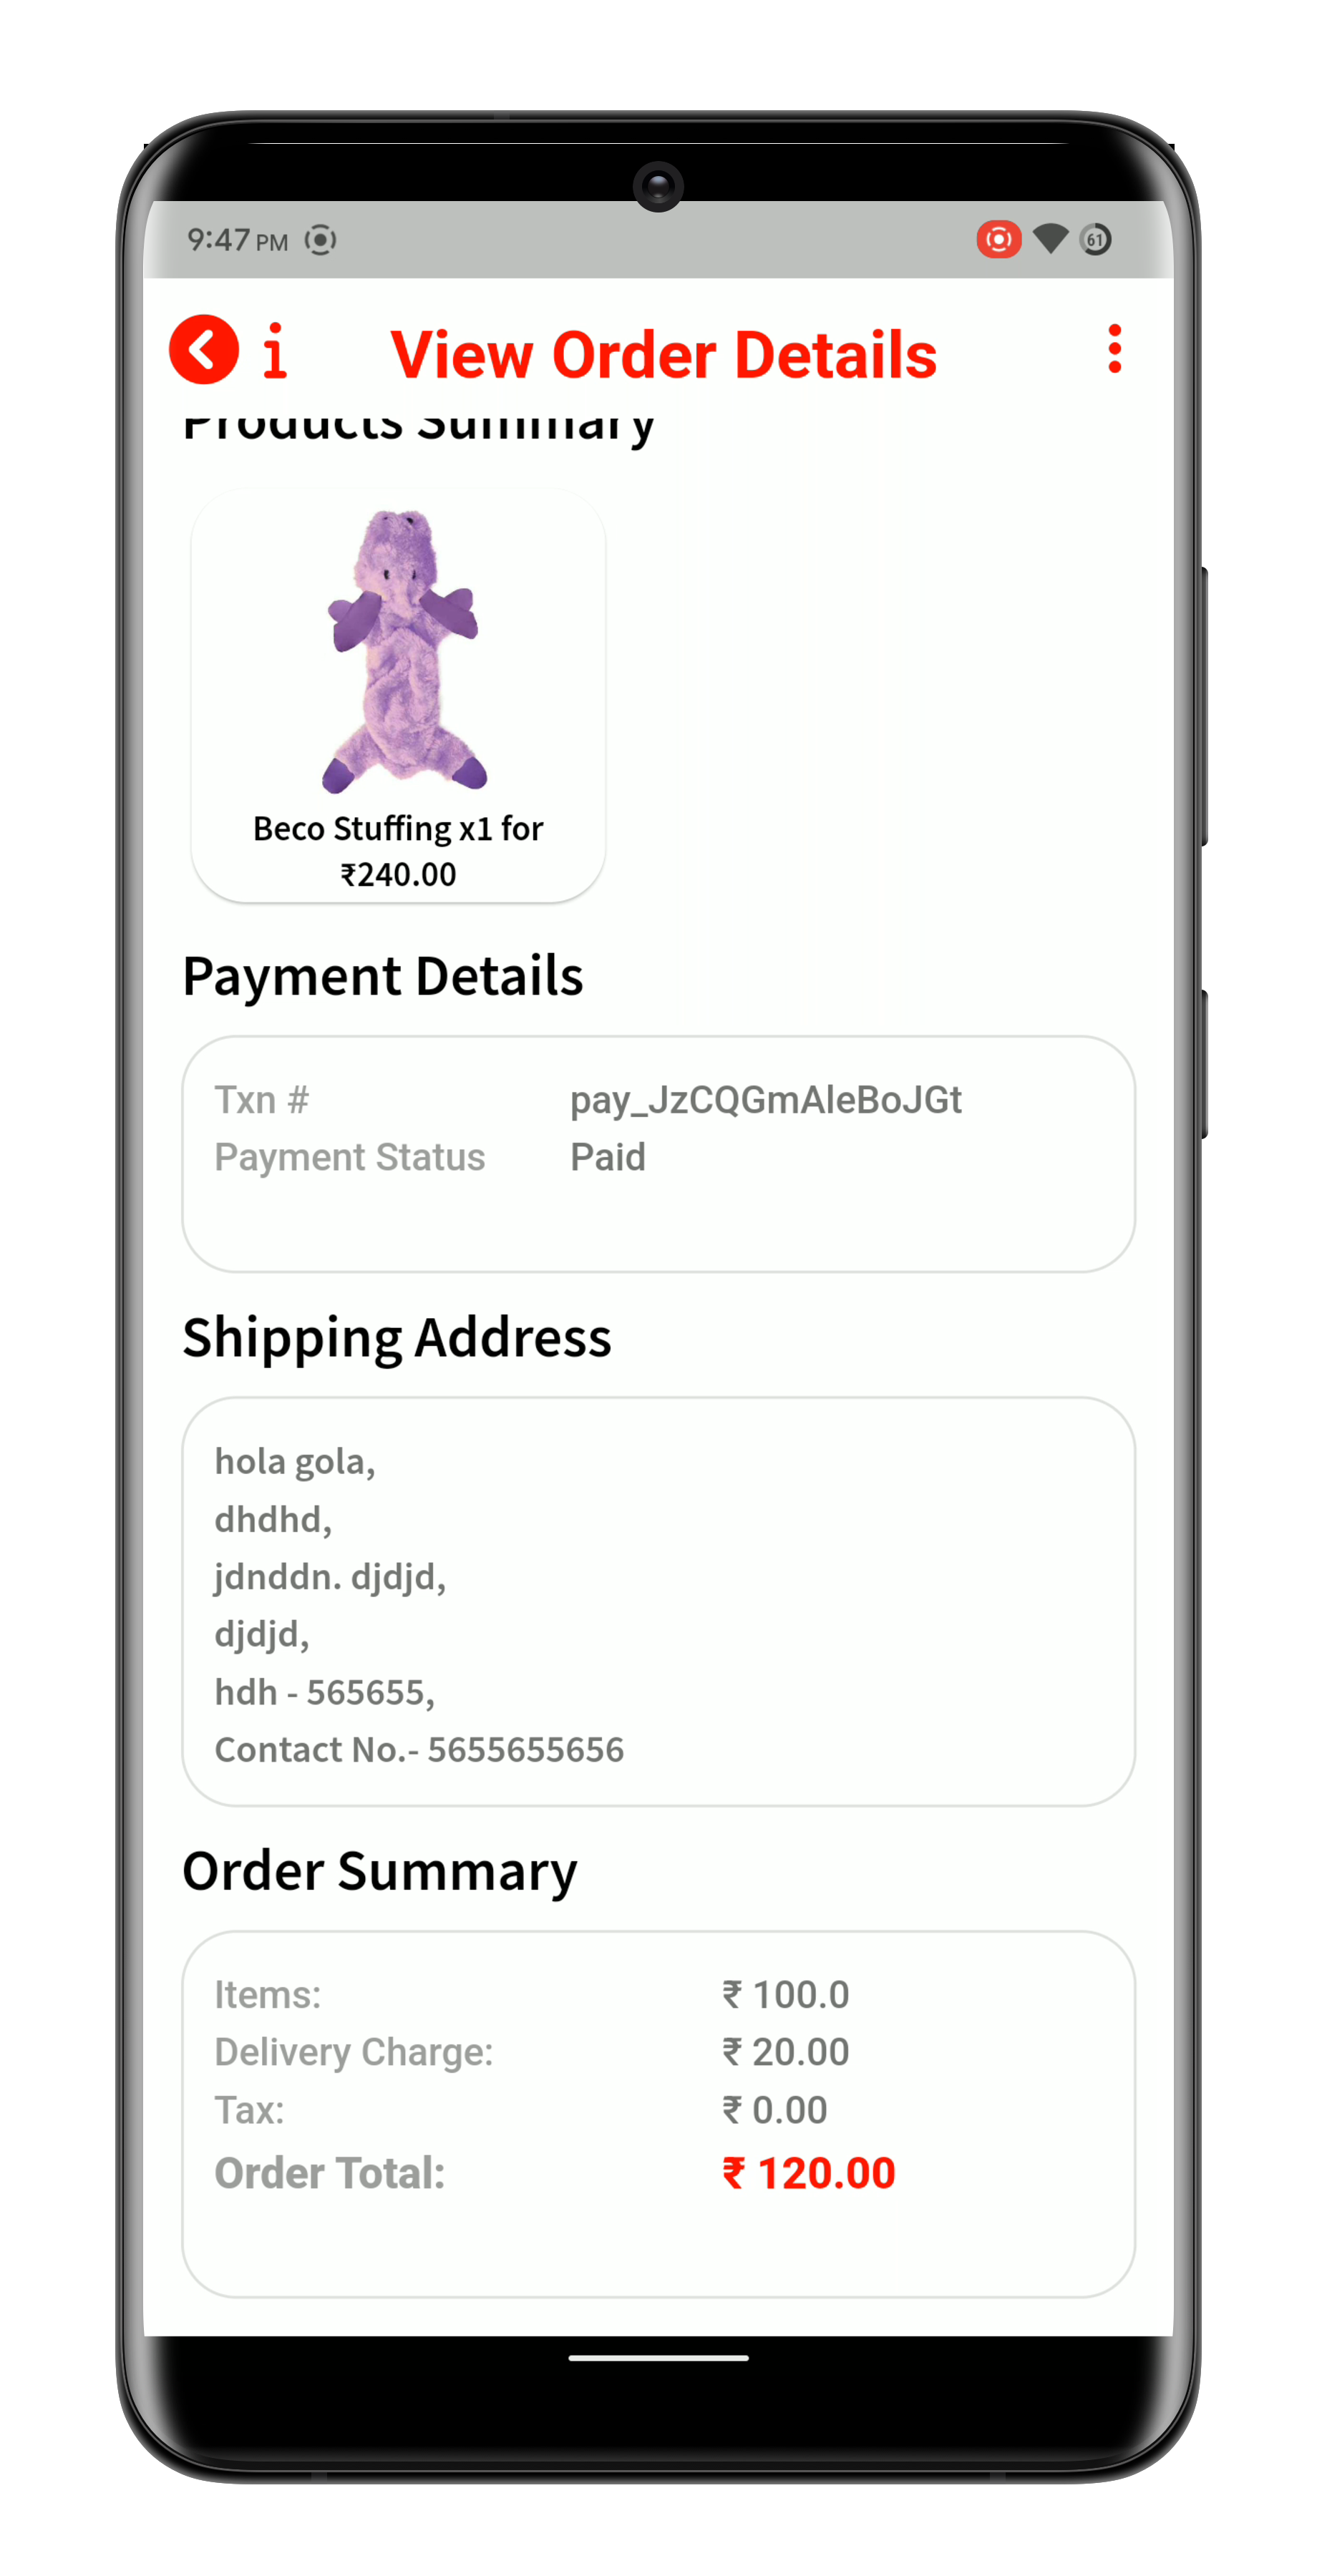 9:47 PM
61
i View Order Details
Products Summary
Beco Stuffing x1 for
₹240.00
Payment Details
Txn # pay_JzCQGmAleBoJGt
Payment Status Paid
Shipping Address
hola gola,
dhdhd,
jdnddn. djdjd,
djdjd,
hdh - 565655,
Contact No.- 5655655656
Order Summary
Items: ₹ 100.0
Delivery Charge: ₹ 20.00
Tax: ₹ 0.00
Order Total: ₹ 120.00